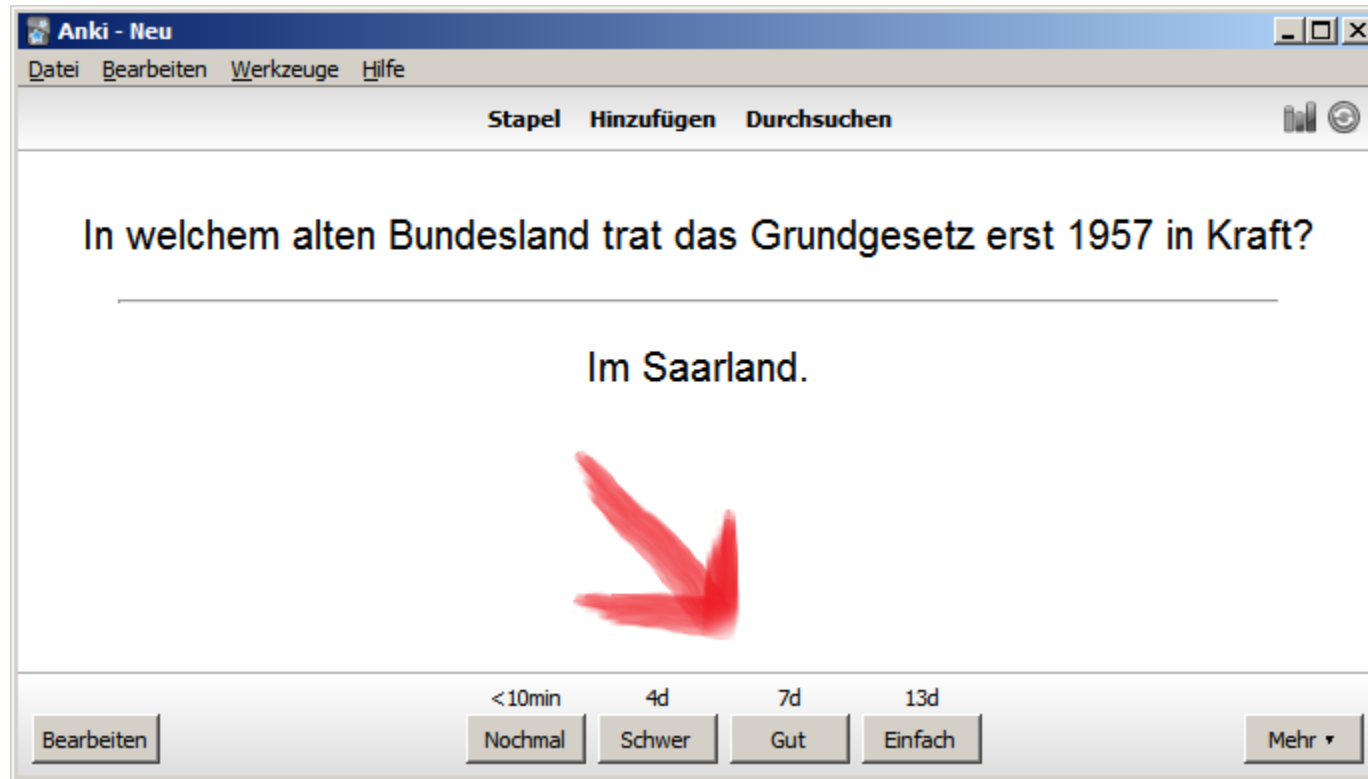 Anki - Neu
Datei Bearbeiten Werkzeuge Hilfe
Stapel Hinzufügen Durchsuchen
In welchem alten Bundesland trat das Grundgesetz erst 1957 in Kraft?
Im Saarland.
<10min 4d 7d 13d
Bearbeiten Nochmal Schwer Gut Einfach Mehr ▾